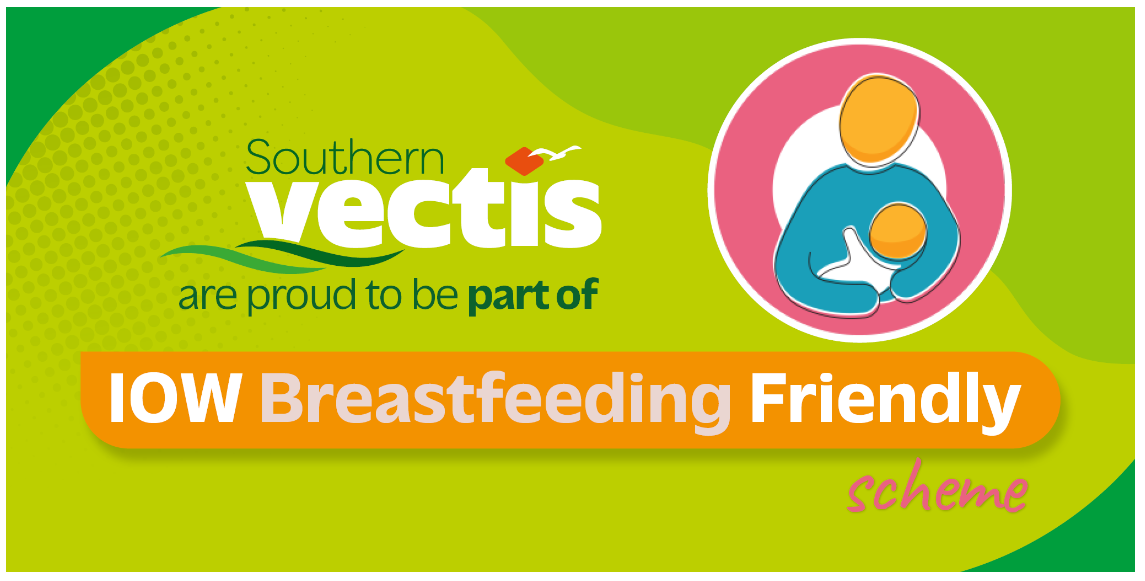 Southern
vectis
are proud to be part of
IOW Breastfeeding Friendly
scheme